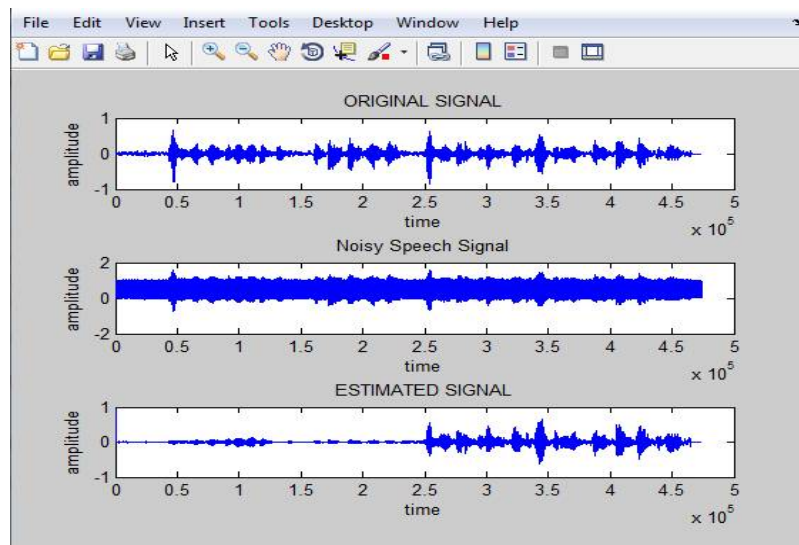 File Edit View Insert Tools Desktop Window Help
ORIGINAL SIGNAL
amplitude
1
0
-1
0 0.5 1 1.5 2 2.5 3 3.5 4 4.5 5
time
x 10^5
Noisy Speech Signal
amplitude
2
0
-2
0 0.5 1 1.5 2 2.5 3 3.5 4 4.5 5
time
x 10^5
ESTIMATED SIGNAL
amplitude
1
0
-1
0 0.5 1 1.5 2 2.5 3 3.5 4 4.5 5
time
x 10^5